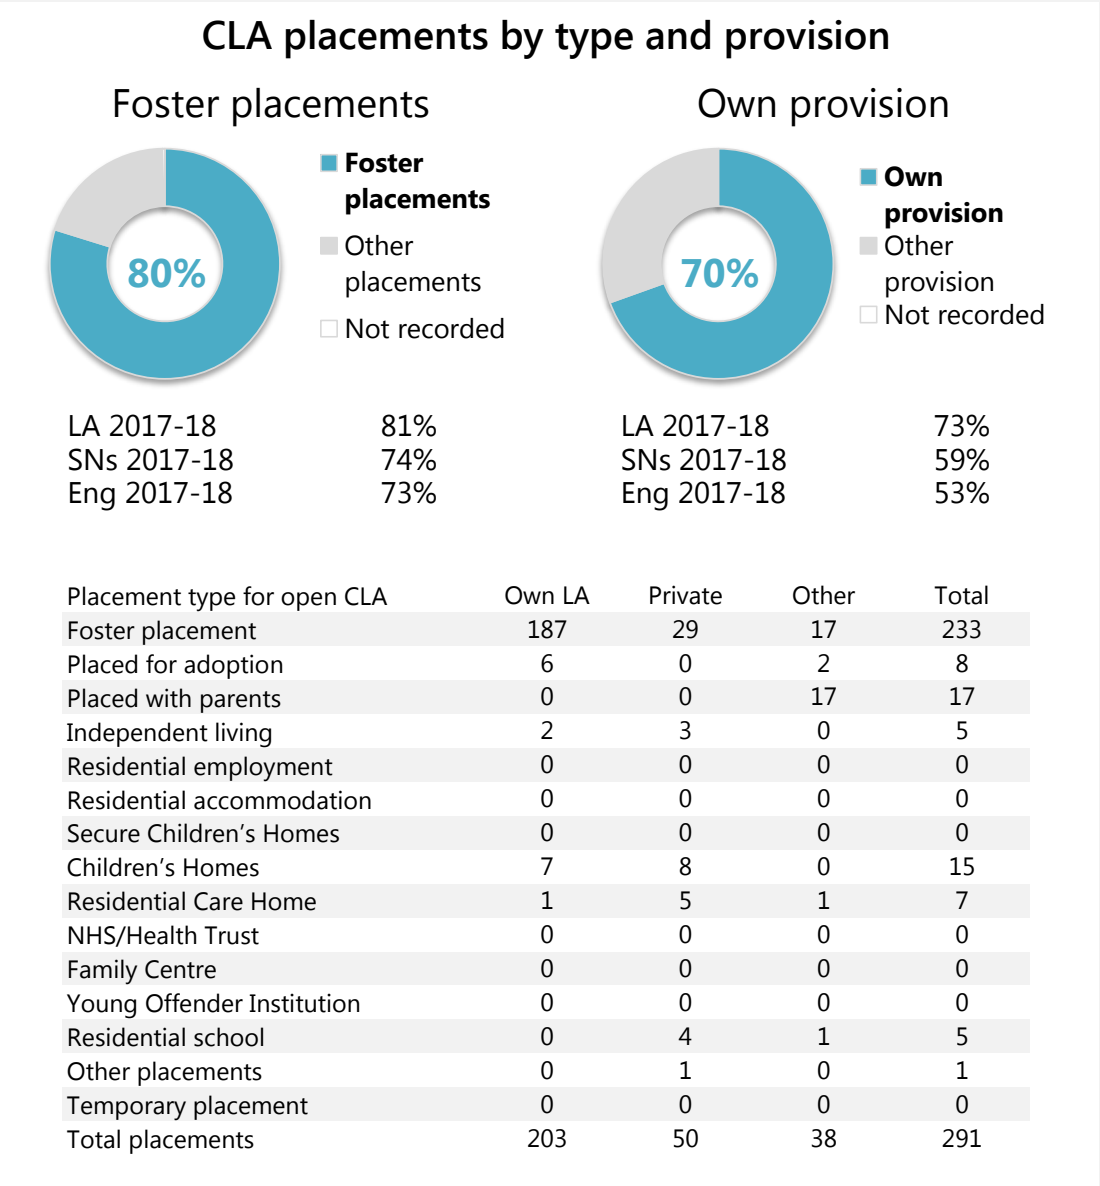 CLA placements by type and provision
Foster placements
80%
Foster
placements
Other
placements
Not recorded
LA 2017-18 81%
SNs 2017-18 74%
Eng 2017-18 73%
Own provision
70%
Own
provision
Other
provision
Not recorded
LA 2017-18 73%
SNs 2017-18 59%
Eng 2017-18 53%
Placement type for open CLA Own LA Private Other Total
Foster placement 187 29 17 233
Placed for adoption 6 0 2 8
Placed with parents 0 0 17 17
Independent living 2 3 0 5
Residential employment 0 0 0 0
Residential accommodation 0 0 0 0
Secure Children’s Homes 0 0 0 0
Children’s Homes 7 8 0 15
Residential Care Home 1 5 1 7
NHS/Health Trust 0 0 0 0
Family Centre 0 0 0 0
Young Offender Institution 0 0 0 0
Residential school 0 4 1 5
Other placements 0 1 0 1
Temporary placement 0 0 0 0
Total placements 203 50 38 291